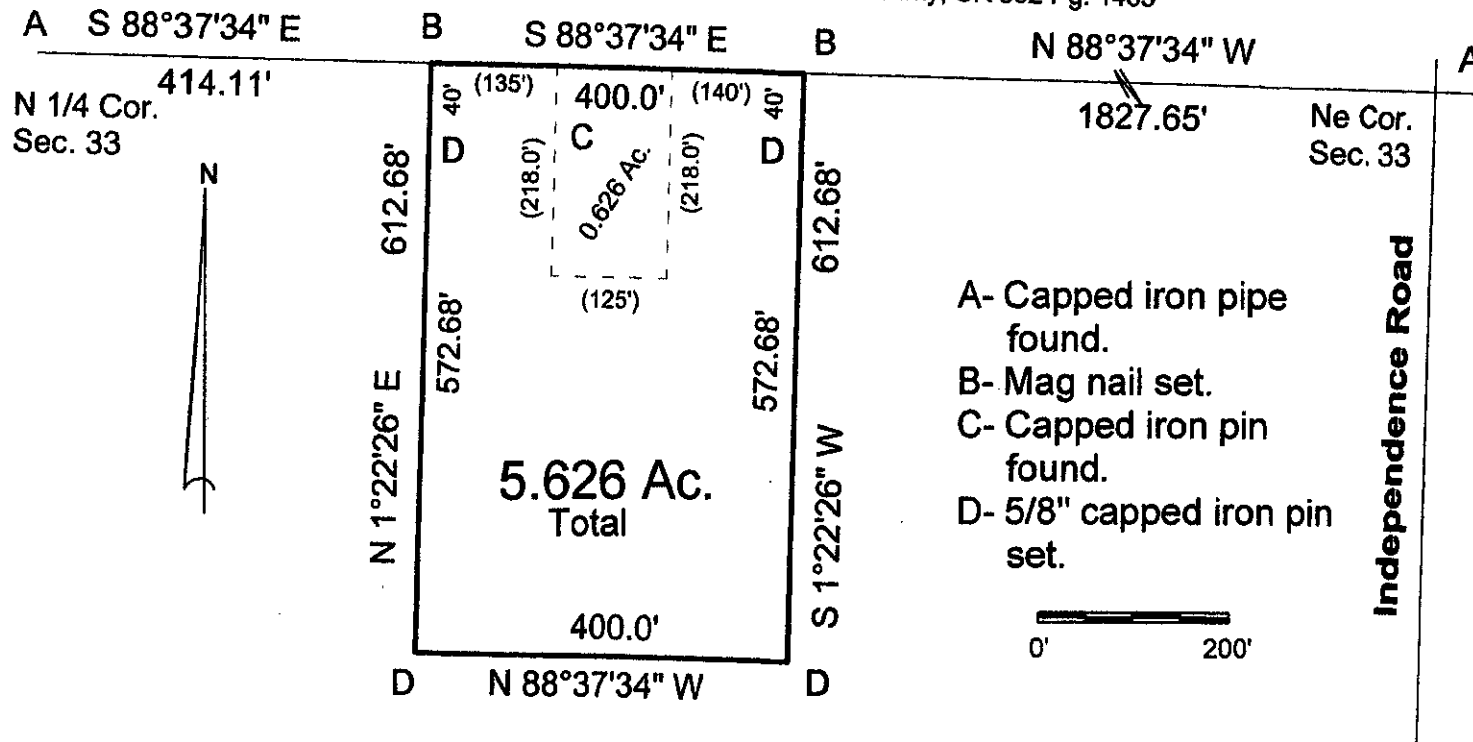 A S 88°37'34" E B S 88°37'34" E B N 88°37'34" W A
414.11'
N 1/4 Cor.
Sec. 33
N
40' (135') 400.0' (140') 40'
1827.65'
Ne Cor.
Sec. 33
D C D
612.68'
(218.0')
0.626 Ac.
(218.0')
612.68'
(125')
572.68'
572.68'
N 1°22'26" E
S 1°22'26" W
5.626 Ac.
Total
400.0'
D N 88°37'34" W D
A- Capped iron pipe
found.
B- Mag nail set.
C- Capped iron pin
found.
D- 5/8" capped iron pin
set.
0' 200'
Independence Road